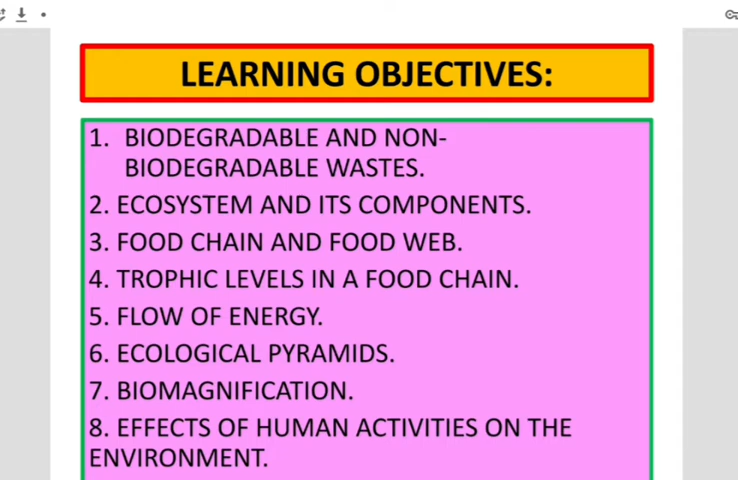 LEARNING OBJECTIVES:
1. BIODEGRADABLE AND NON-
BIODEGRADABLE WASTES.
2. ECOSYSTEM AND ITS COMPONENTS.
3. FOOD CHAIN AND FOOD WEB.
4. TROPHIC LEVELS IN A FOOD CHAIN.
5. FLOW OF ENERGY.
6. ECOLOGICAL PYRAMIDS.
7. BIOMAGNIFICATION.
8. EFFECTS OF HUMAN ACTIVITIES ON THE
ENVIRONMENT.